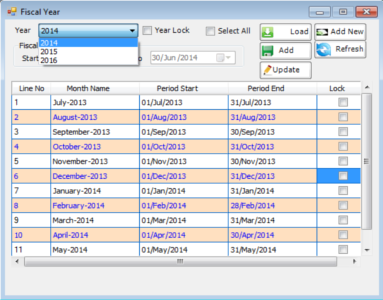 Fiscal Year
Year 2014 Year Lock Select All Load Add New
2014
2015
2016
Fiscal
Start 30/Jun/2014 Add Refresh
Update
Line No Month Name Period Start Period End Lock
1 July-2013 01/Jul/2013 31/Jul/2013
2 August-2013 01/Aug/2013 31/Aug/2013
3 September-2013 01/Sep/2013 30/Sep/2013
4 October-2013 01/Oct/2013 31/Oct/2013
5 November-2013 01/Nov/2013 30/Nov/2013
6 December-2013 01/Dec/2013 31/Dec/2013
7 January-2014 01/Jan/2014 31/Jan/2014
8 February-2014 01/Feb/2014 28/Feb/2014
9 March-2014 01/Mar/2014 31/Mar/2014
10 April-2014 01/Apr/2014 30/Apr/2014
11 May-2014 01/May/2014 31/May/2014